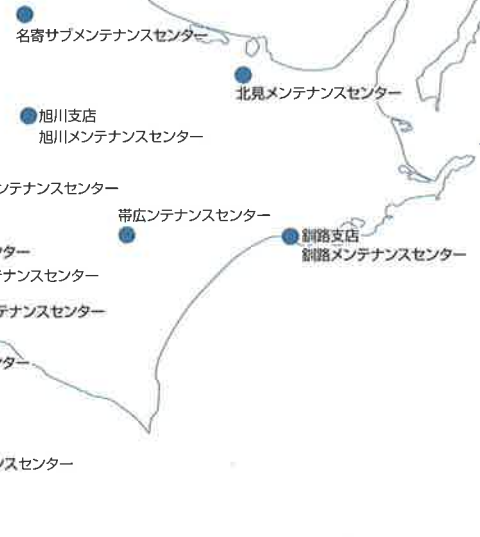 名寄サブメンテナンスセンター
北見メンテナンスセンター
旭川支店
旭川メンテナンスセンター
ンテナンスセンター
帯広ンテナンスセンター
釧路支店
釧路メンテナンスセンター
ター
テナンスセンター
テナンスセンター
ター
ンスセンター